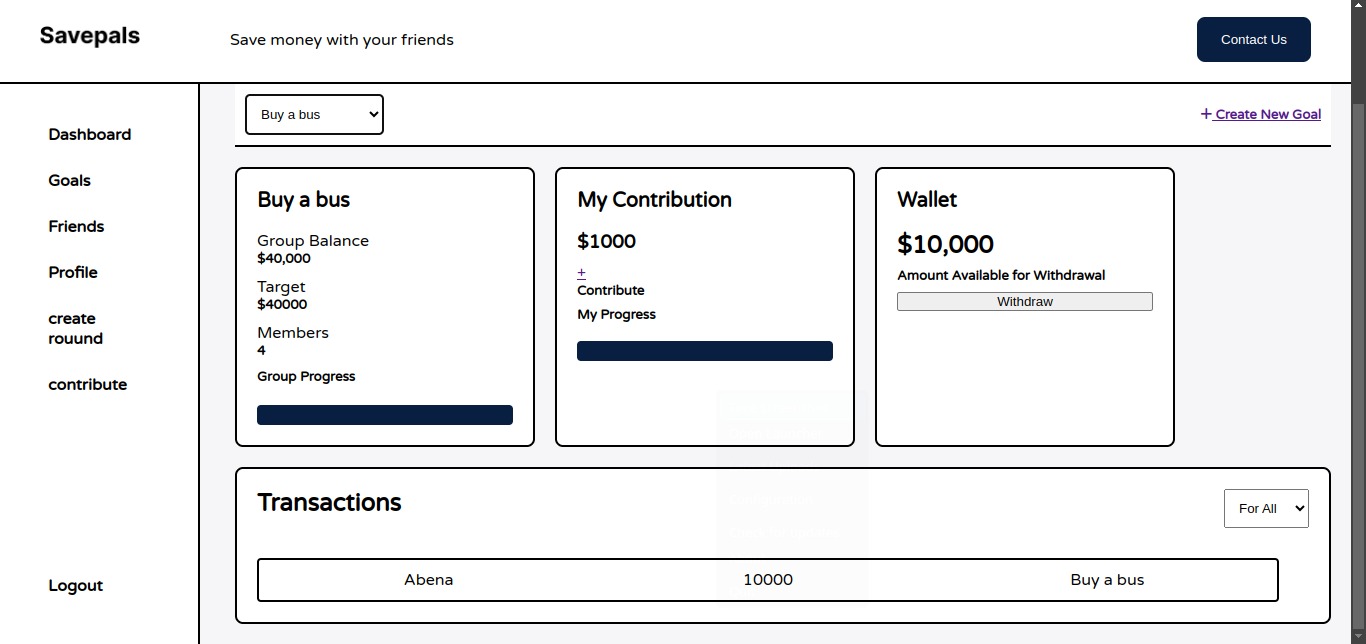 Savepals
Save money with your friends
Contact Us
Dashboard
Goals
Friends
Profile
create
rouund
contribute
Logout
Buy a bus
+ Create New Goal
Buy a bus
Group Balance
$40,000
Target
$40000
Members
4
Group Progress
My Contribution
$1000
+
Contribute
My Progress
Wallet
$10,000
Amount Available for Withdrawal
Withdraw
Transactions
For All
Abena 10000 Buy a bus